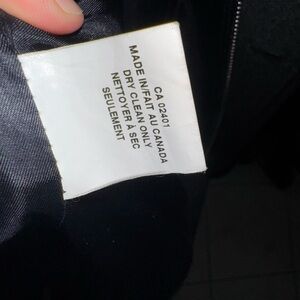 CA 02401
MADE IN/FAIT AU CANADA
DRY CLEAN ONLY
NETTOYER À SEC
SEULEMENT